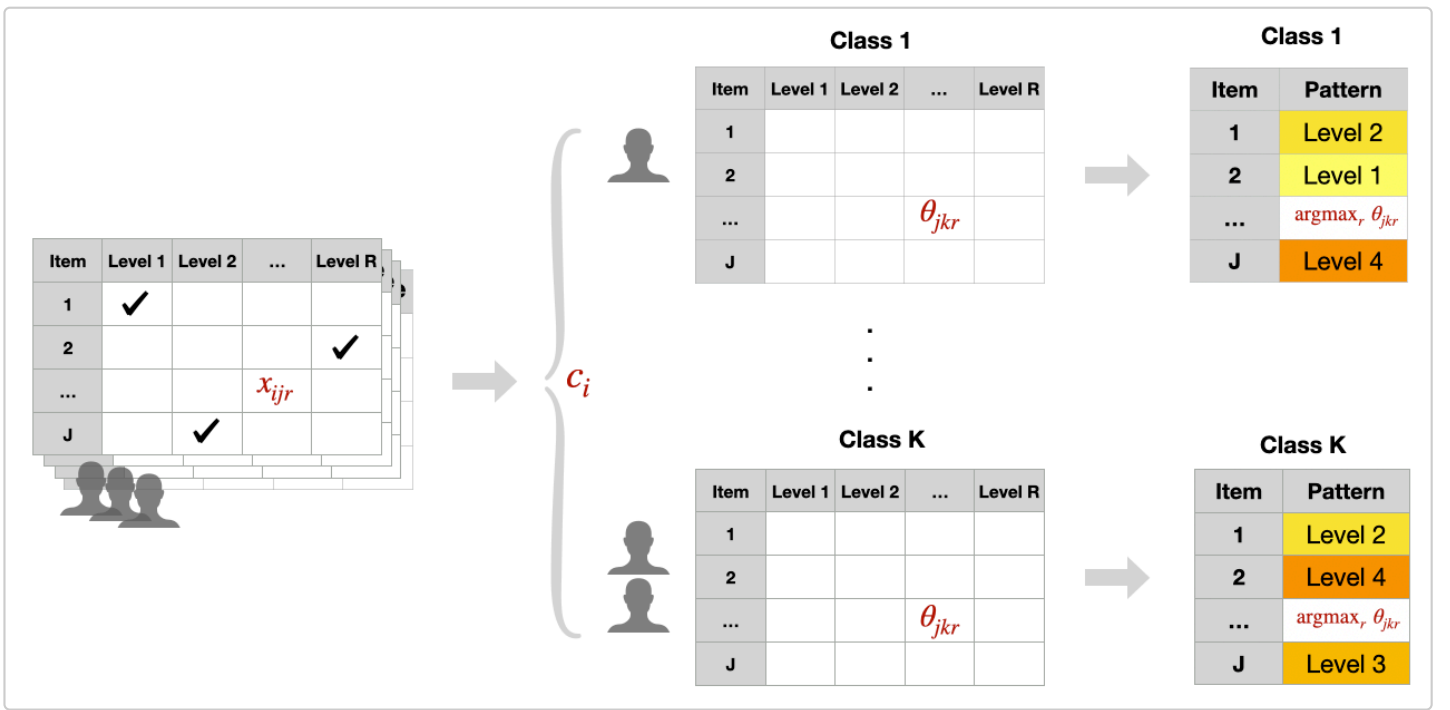 Item Level 1 Level 2 ... Level R
1
2
... x_ijr
J
e
e
c_i
Class 1
Item Level 1 Level 2 ... Level R
1
2
... θ_jkr
J
.
.
.
Class K
Item Level 1 Level 2 ... Level R
1
2
... θ_jkr
J
Class 1
Item Pattern
1 Level 2
2 Level 1
... argmax_r θ_jkr
J Level 4
Class K
Item Pattern
1 Level 2
2 Level 4
... argmax_r θ_jkr
J Level 3